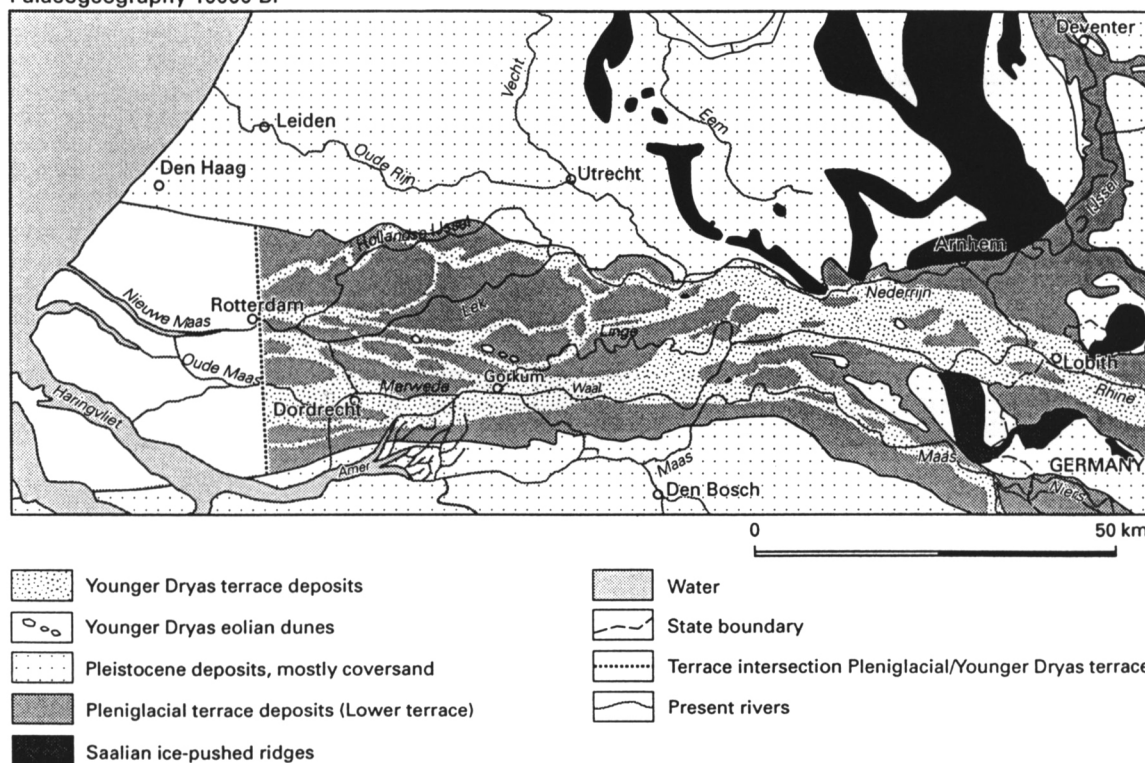 Deventer
Vecht
Eem
Leiden
Oude Rijn
Den Haag
Utrecht
IJssel
Hollandse IJssel
Arnhem
Nederrijn
Nieuwe Maas
Rotterdam
Lek
Linge
Lobith
Oude Maas
Merweda
Gorkum
Waal
Rhine
Haringvliet
Dordrecht
Maas
Amer
Maas
GERMANY
Den Bosch
Niers
0 50 km
Younger Dryas terrace deposits
Younger Dryas eolian dunes
Pleistocene deposits, mostly coversand
Pleniglacial terrace deposits (Lower terrace)
Saalian ice-pushed ridges
Water
State boundary
Terrace intersection Pleniglacial/Younger Dryas terrace
Present rivers